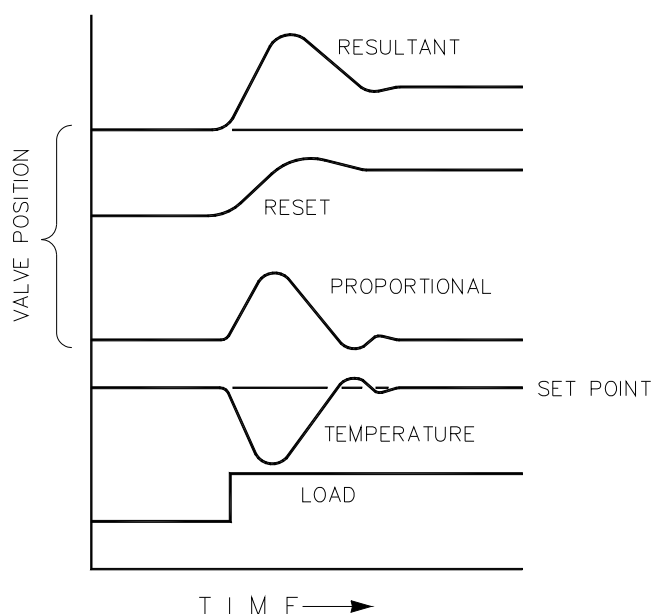 RESULTANT
RESET
VALVE POSITION
PROPORTIONAL
SET POINT
TEMPERATURE
LOAD
TIME